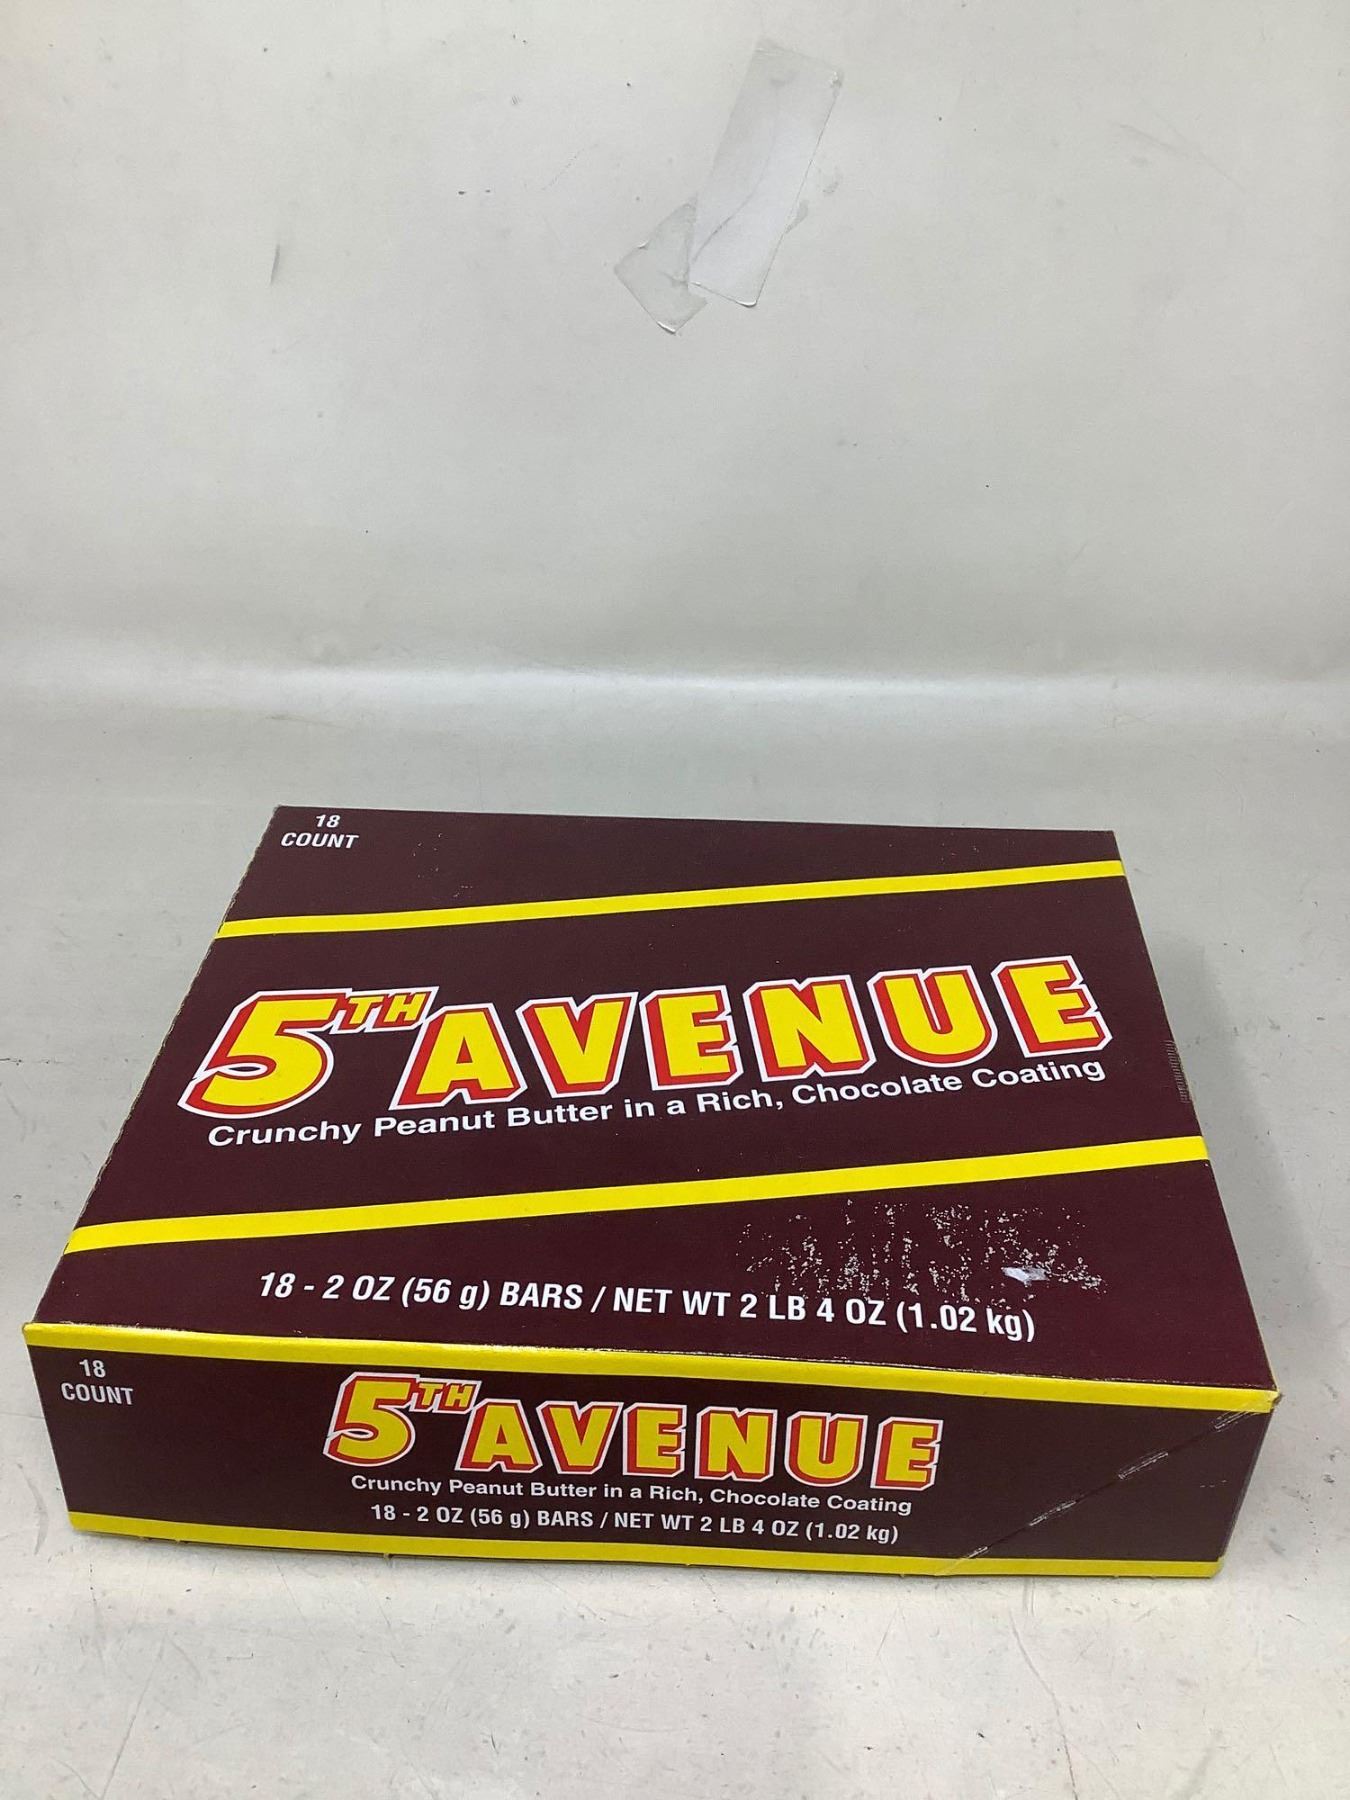 18
COUNT
5TH AVENUE
Crunchy Peanut Butter in a Rich, Chocolate Coating
18 - 2 OZ (56 g) BARS / NET WT 2 LB 4 OZ (1.02 kg)
18
COUNT
5TH AVENUE
Crunchy Peanut Butter in a Rich, Chocolate Coating
18 - 2 OZ (56 g) BARS / NET WT 2 LB 4 OZ (1.02 kg)